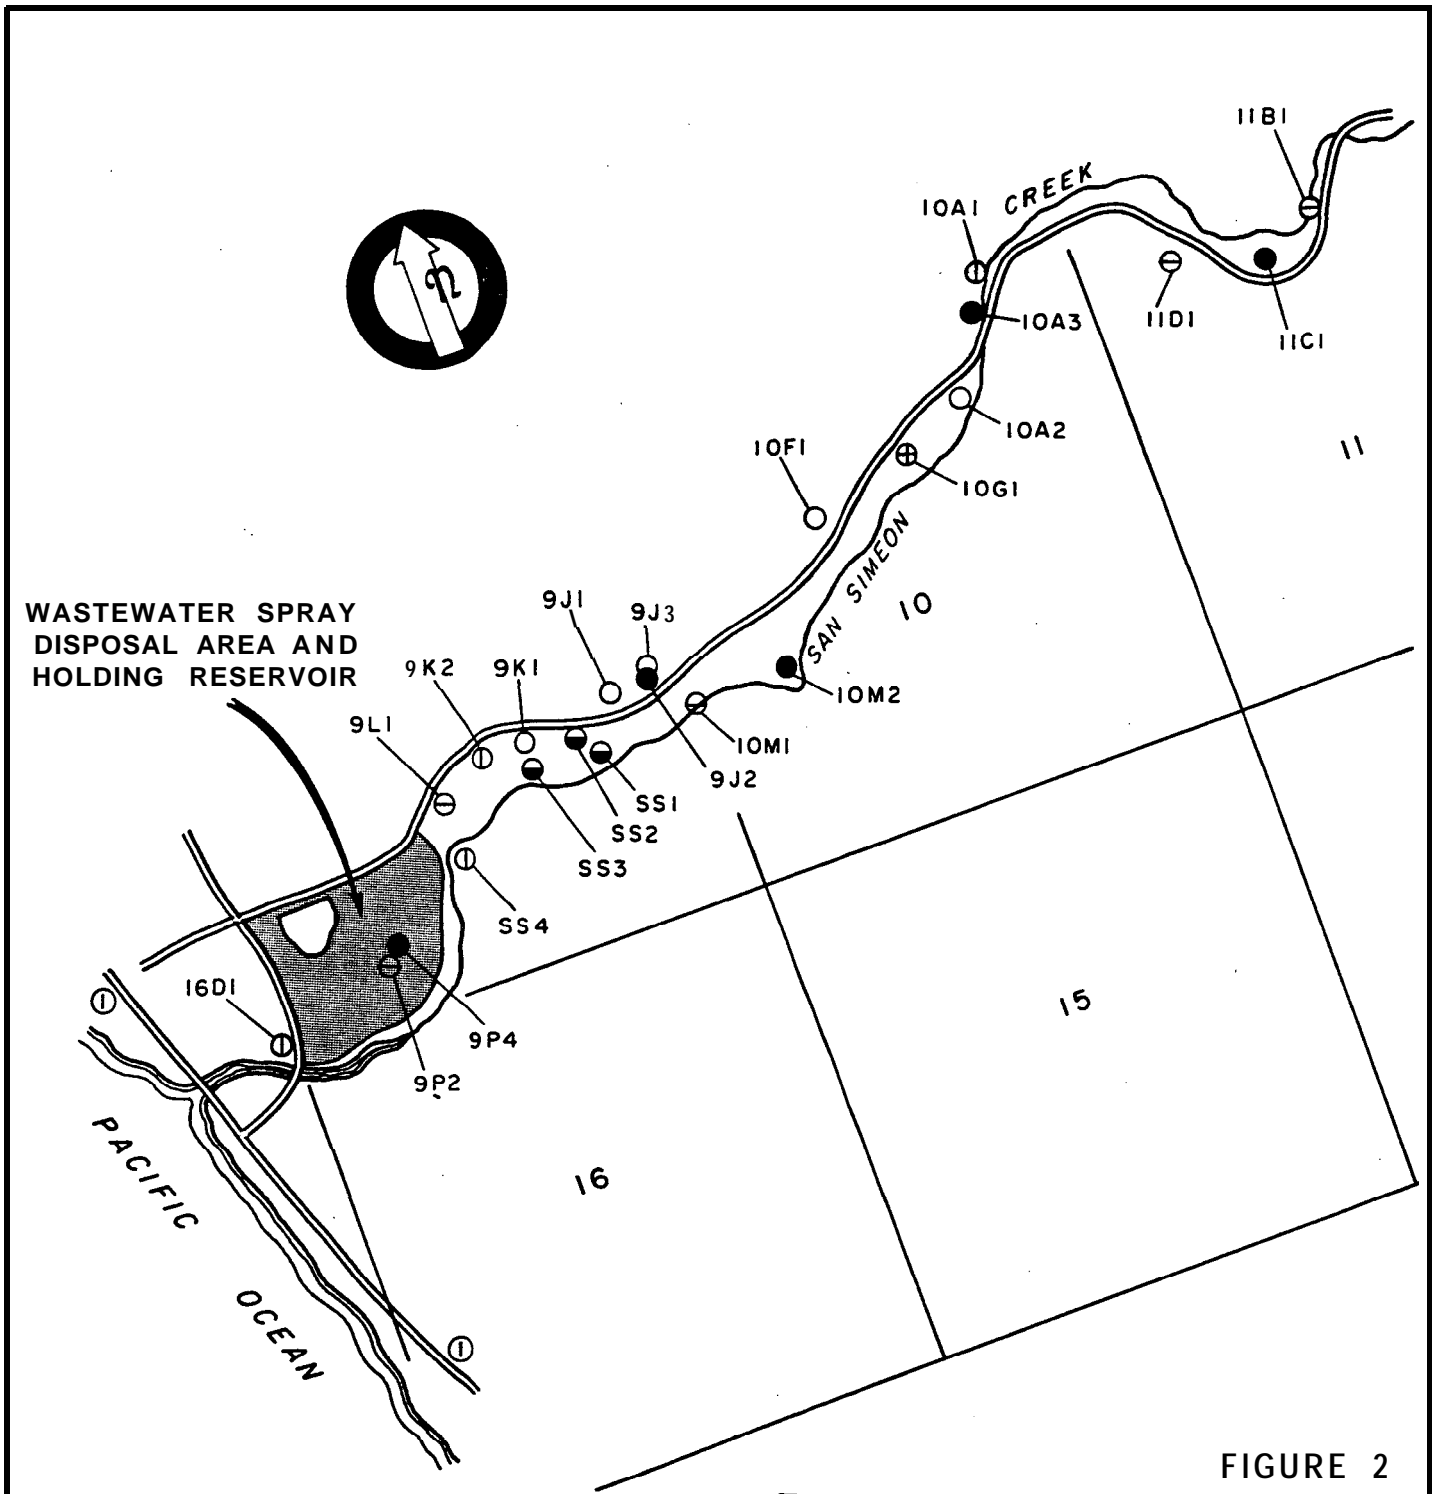 11B1
10A1
CREEK
n
10A3
11D1
11C1
10A2
11
10F1
10G1
SAN SIMEON
10
WASTEWATER SPRAY
DISPOSAL AREA AND
HOLDING RESERVOIR
9J1
9J3
9K2
9K1
10M2
9L1
10M1
9J2
SS1
SS2
SS3
SS4
16D1
1
15
9P4
9P2
PACIFIC
OCEAN
16
1
FIGURE 2